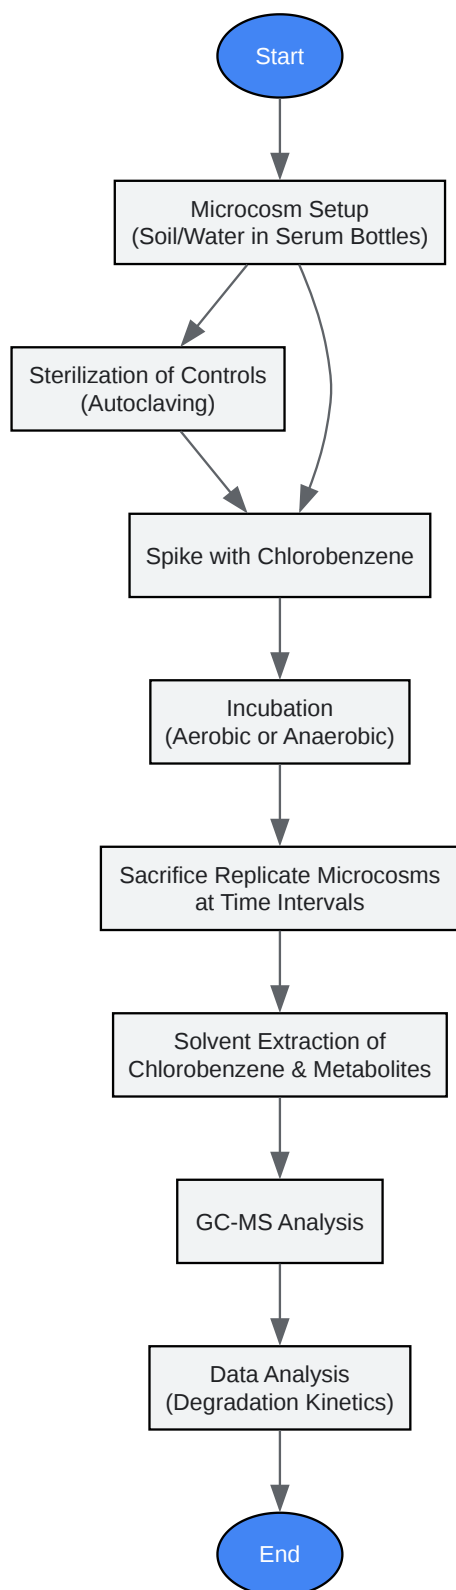 Start
Microcosm Setup
(Soil/Water in Serum Bottles)
Sterilization of Controls
(Autoclaving)
Spike with Chlorobenzene
Incubation
(Aerobic or Anaerobic)
Sacrifice Replicate Microcosms
at Time Intervals
Solvent Extraction of
Chlorobenzene & Metabolites
GC-MS Analysis
Data Analysis
(Degradation Kinetics)
End